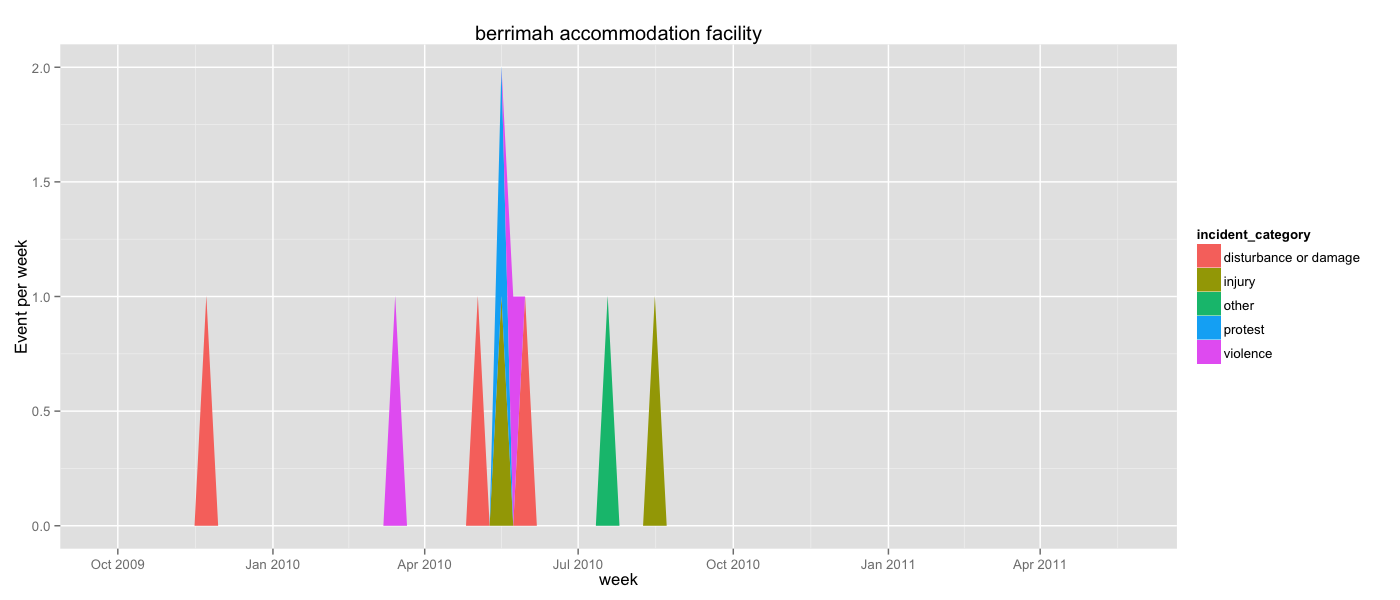 berrimah accommodation facility
Event per week
2.0
1.5
1.0
0.5
0.0
Oct 2009
Jan 2010
Apr 2010
Jul 2010
Oct 2010
Jan 2011
Apr 2011
week
incident_category
disturbance or damage
injury
other
protest
violence